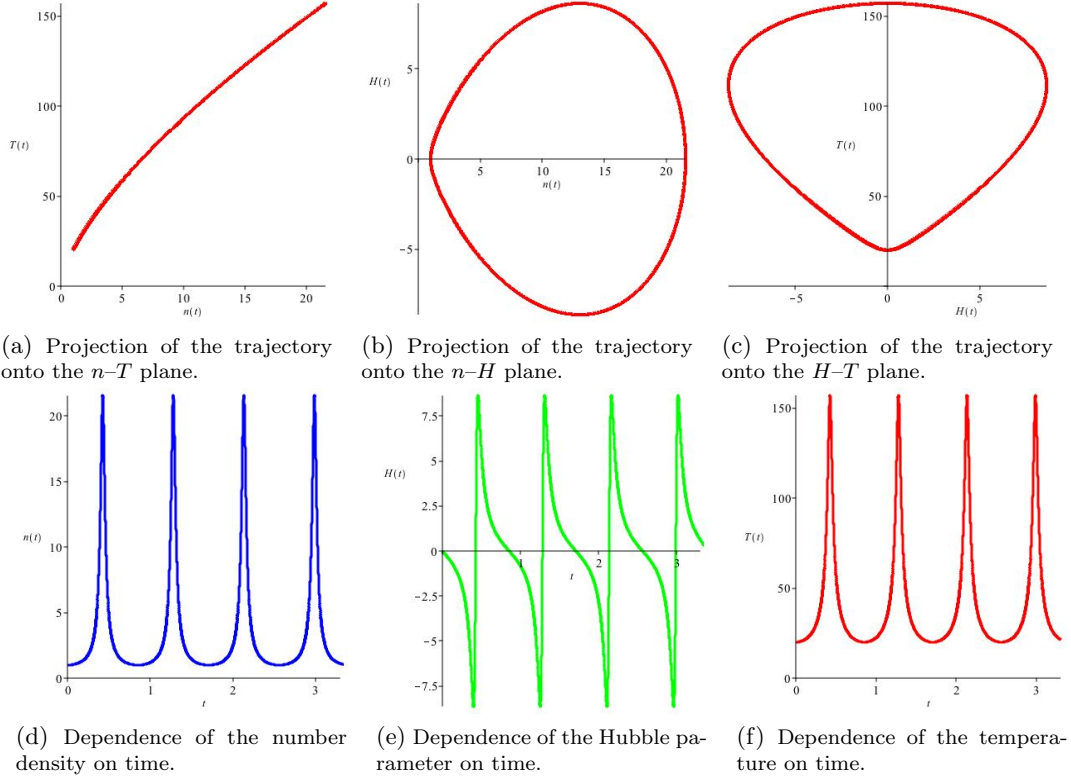 150
100
T(t)
50
0
0
5
10
15
20
n(t)
5
H(t)
0
5
10
15
20
n(t)
−5
150
100
T(t)
50
0
−5
0
5
H(t)
(a) Projection of the trajectory
onto the n–T plane.
(b) Projection of the trajectory
onto the n–H plane.
(c) Projection of the trajectory
onto the H–T plane.
20
15
n(t)
10
5
0
0
1
2
3
t
7.5
5
H(t)
2.5
0
1
2
3
t
−2.5
−5
−7.5
150
100
T(t)
50
0
0
1
2
3
t
(d) Dependence of the number
density on time.
(e) Dependence of the Hubble pa-
rameter on time.
(f) Dependence of the tempera-
ture on time.